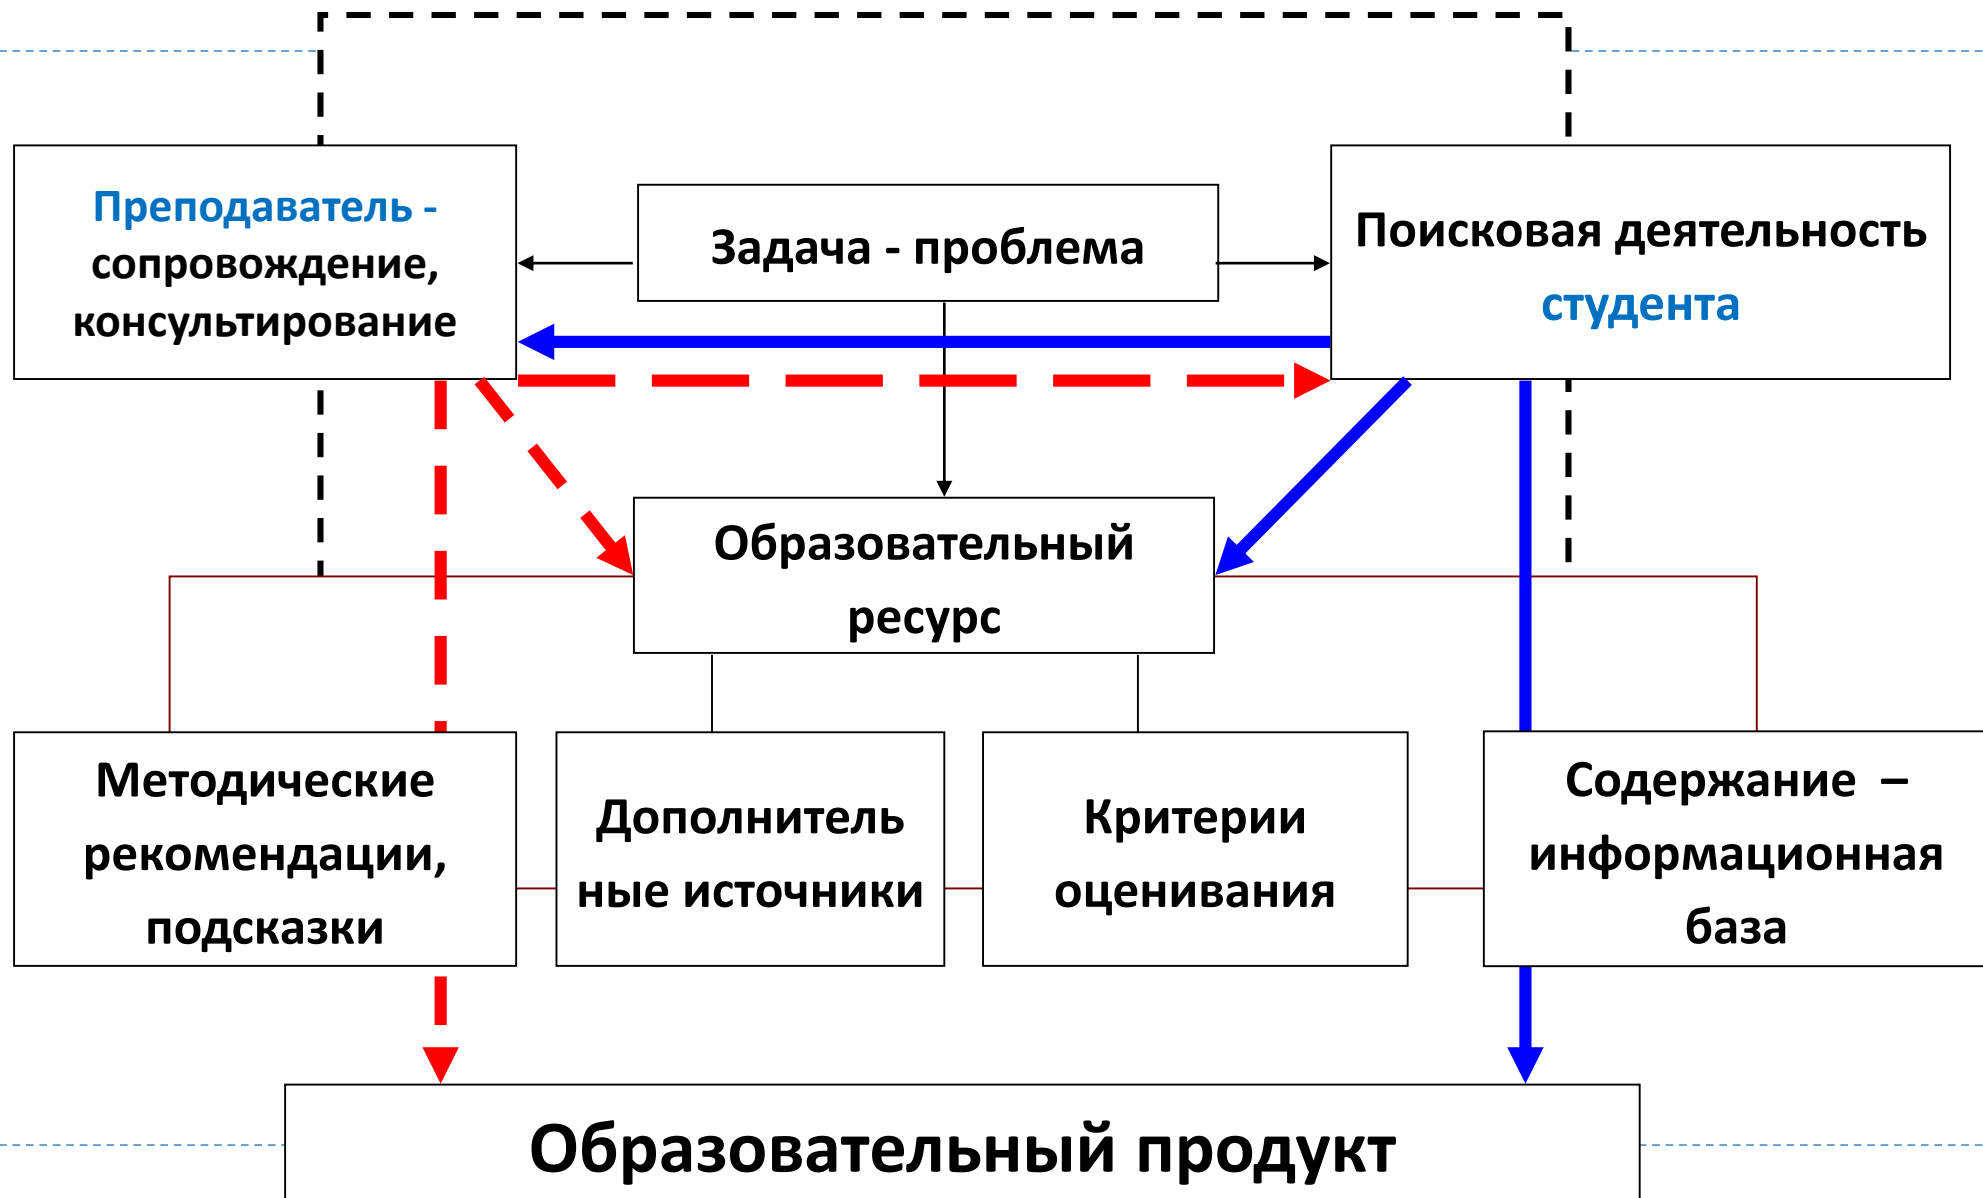 Преподаватель -
сопровождение,
консультирование
Задача - проблема
Поисковая деятельность
студента
Образовательный
ресурс
Методические
рекомендации,
подсказки
Дополнитель
ные источники
Критерии
оценивания
Содержание –
информационная
база
Образовательный продукт